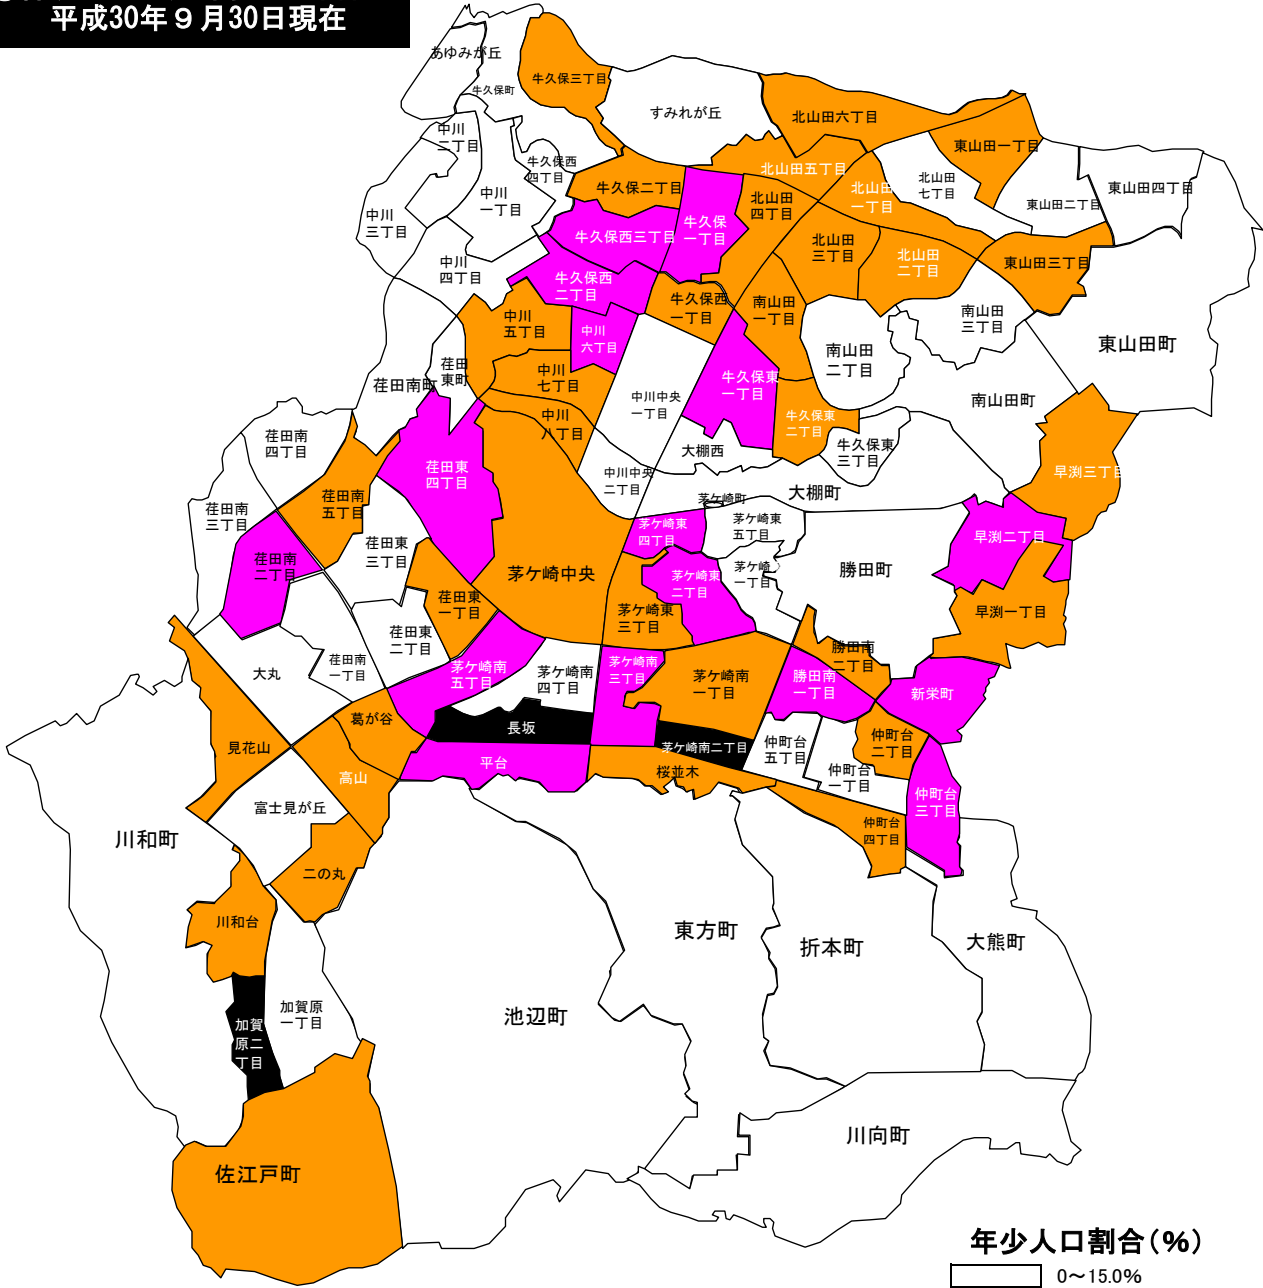 平成30年９月30日現在
あゆみが丘
牛久保町
牛久保三丁目
すみれが丘
北山田六丁目
中川
二丁目
牛久保西
四丁目
東山田一丁目
北山田五丁目
北山田
七丁目
東山田四丁目
牛久保二丁目
北山田
四丁目
北山田
一丁目
東山田二丁目
中川
一丁目
中川
三丁目
牛久保西三丁目
牛久保
一丁目
北山田
三丁目
北山田
二丁目
東山田三丁目
中川
四丁目
牛久保西
二丁目
牛久保西
一丁目
南山田
一丁目
南山田
三丁目
中川
五丁目
中川
六丁目
南山田
二丁目
東山田町
荏田
東町
荏田南町
中川
七丁目
牛久保東
一丁目
中川中央
一丁目
南山田町
中川
八丁目
牛久保東
二丁目
荏田南
四丁目
大棚西
牛久保東
三丁目
荏田東
四丁目
中川中央
二丁目
早渕三丁目
荏田南
五丁目
茅ケ崎町
大棚町
荏田南
三丁目
茅ケ崎東
四丁目
茅ケ崎東
五丁目
早渕二丁目
荏田東
三丁目
荏田南
二丁目
茅ケ崎中央
茅ケ崎東
二丁目
茅ケ崎
一丁目
勝田町
荏田東
一丁目
茅ケ崎東
三丁目
早渕一丁目
荏田東
二丁目
勝田南
二丁目
大丸
荏田南
一丁目
茅ケ崎南
五丁目
茅ケ崎南
四丁目
茅ケ崎南
三丁目
茅ケ崎南
一丁目
勝田南
一丁目
新栄町
葛が谷
長坂
見花山
茅ケ崎南二丁目
仲町台
五丁目
仲町台
二丁目
平台
桜並木
高山
仲町台
一丁目
仲町台
三丁目
富士見が丘
川和町
仲町台
四丁目
二の丸
川和台
東方町
折本町
大熊町
加賀原
一丁目
池辺町
加賀
原二
丁目
川向町
佐江戸町
年少人口割合(%)
0～15.0%